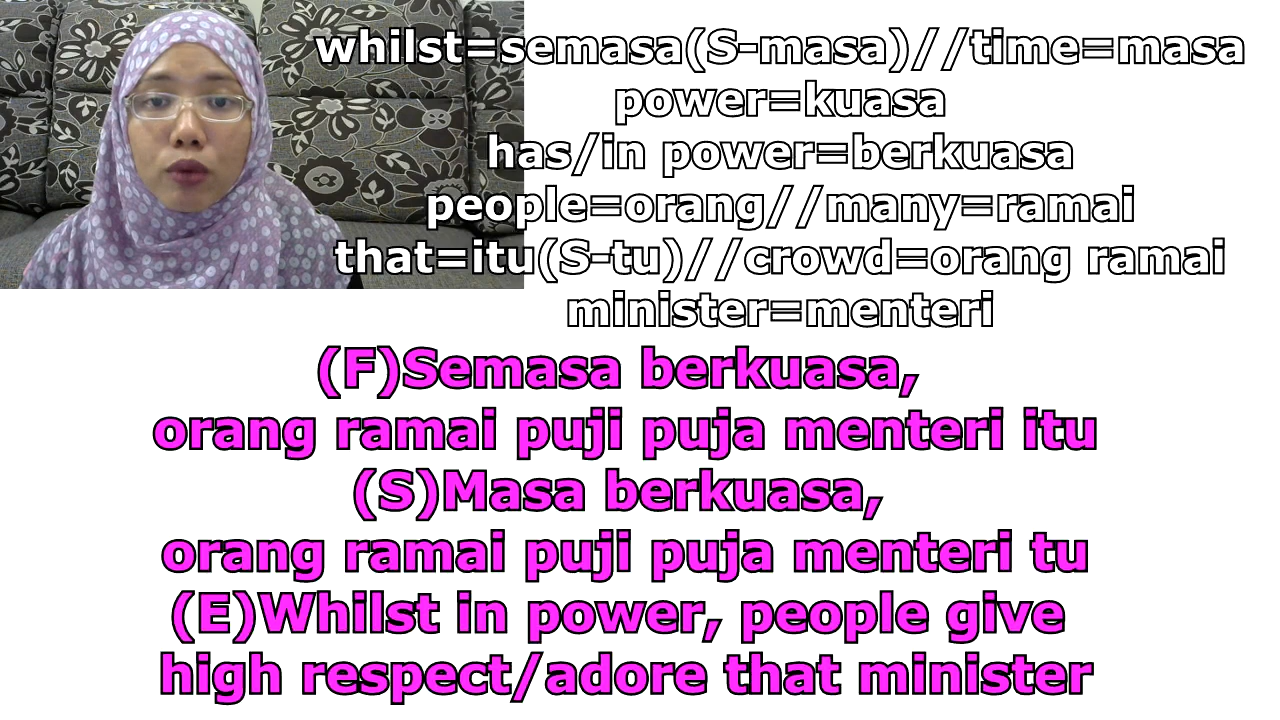 whilst=semasa(S-masa)//time=masa
power=kuasa
has/in power=berkuasa
people=orang//many=ramai
that=itu(S-tu)//crowd=orang ramai
minister=menteri
(F)Semasa berkuasa,
orang ramai puji puja menteri itu
(S)Masa berkuasa,
orang ramai puji puja menteri tu
(E)Whilst in power, people give
high respect/adore that minister